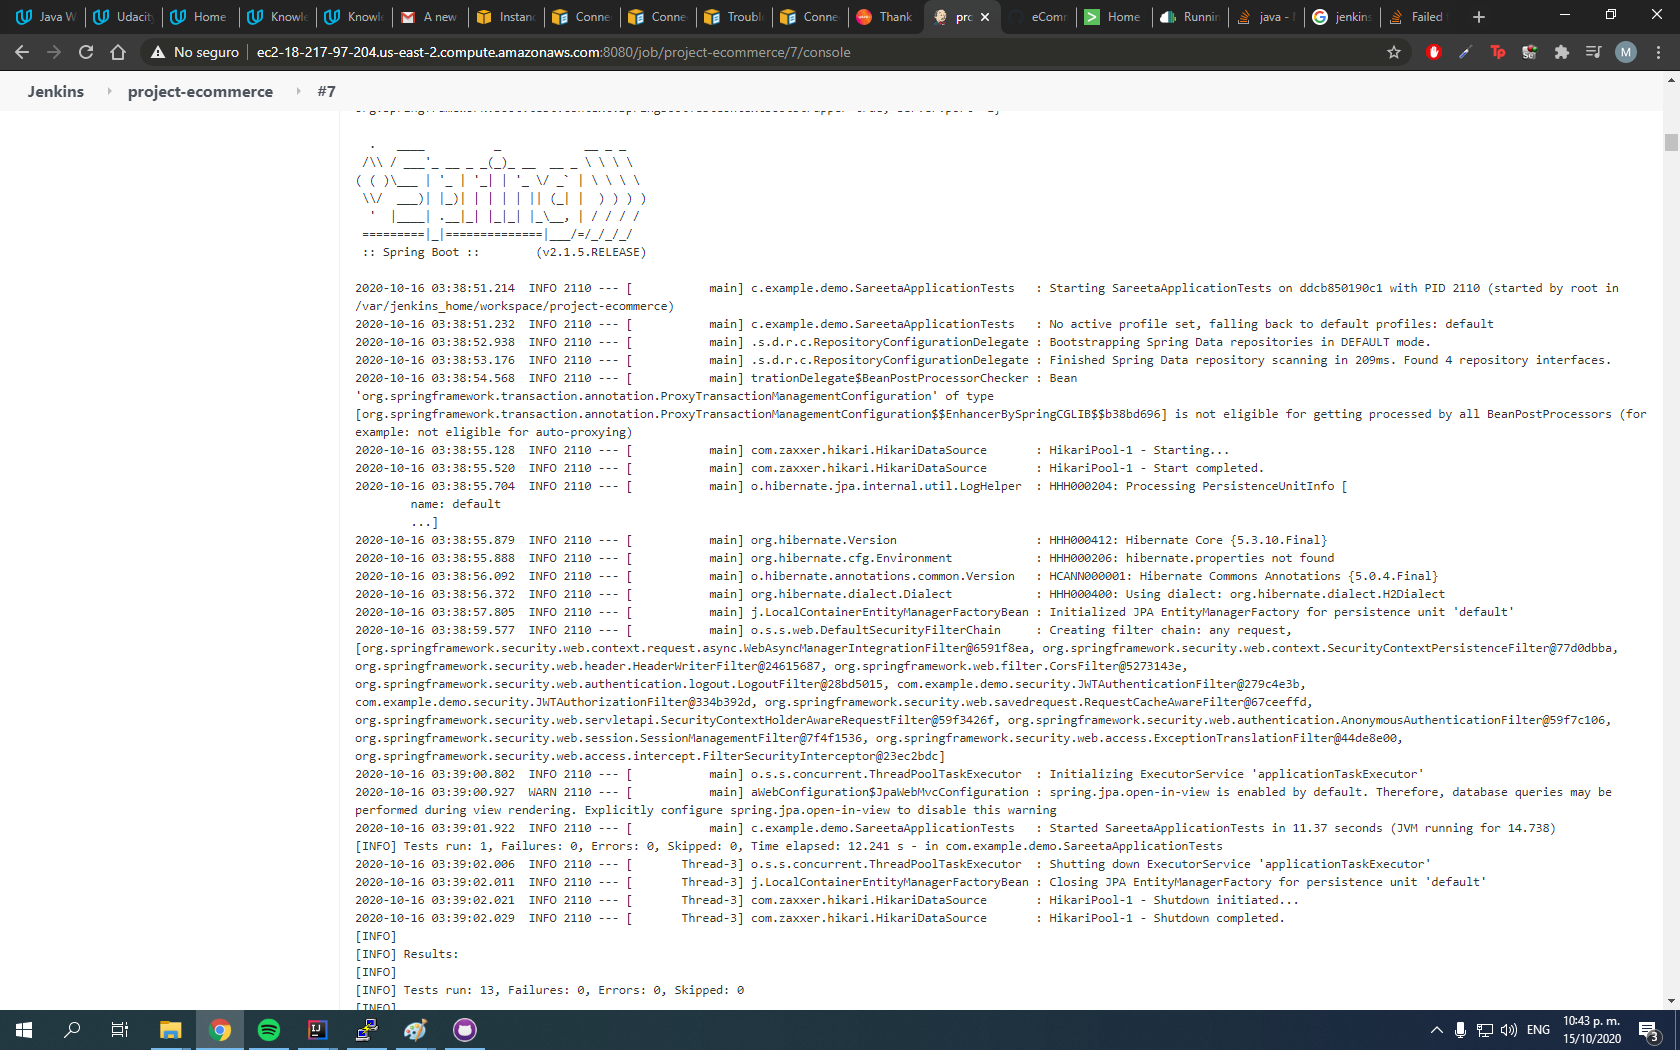 Java W
Udacit
Home
Knowle
Knowle
A new
Instanc
Connec
Connec
Troubl
Connec
Thank
pro
eComm
Home
Runnin
java - N
jenkins
Failed t
No seguro
ec2-18-217-97-204.us-east-2.compute.amazonaws.com:8080/job/project-ecommerce/7/console
Jenkins
project-ecommerce
#7
:: Spring Boot ::        (v2.1.5.RELEASE)
2020-10-16 03:38:51.214  INFO 2110 --- [           main] c.example.demo.SareetaApplicationTests   : Starting SareetaApplicationTests on ddcb850190c1 with PID 2110 (started by root in
/var/jenkins_home/workspace/project-ecommerce)
2020-10-16 03:38:51.232  INFO 2110 --- [           main] c.example.demo.SareetaApplicationTests   : No active profile set, falling back to default profiles: default
2020-10-16 03:38:52.938  INFO 2110 --- [           main] .s.d.r.c.RepositoryConfigurationDelegate : Bootstrapping Spring Data repositories in DEFAULT mode.
2020-10-16 03:38:53.176  INFO 2110 --- [           main] .s.d.r.c.RepositoryConfigurationDelegate : Finished Spring Data repository scanning in 209ms. Found 4 repository interfaces.
2020-10-16 03:38:54.568  INFO 2110 --- [           main] trationDelegate$BeanPostProcessorChecker : Bean
'org.springframework.transaction.annotation.ProxyTransactionManagementConfiguration' of type
[org.springframework.transaction.annotation.ProxyTransactionManagementConfiguration$$EnhancerBySpringCGLIB$$b38bd696] is not eligible for getting processed by all BeanPostProcessors (for
example: not eligible for auto-proxying)
2020-10-16 03:38:55.128  INFO 2110 --- [           main] com.zaxxer.hikari.HikariDataSource       : HikariPool-1 - Starting...
2020-10-16 03:38:55.520  INFO 2110 --- [           main] com.zaxxer.hikari.HikariDataSource       : HikariPool-1 - Start completed.
2020-10-16 03:38:55.704  INFO 2110 --- [           main] o.hibernate.jpa.internal.util.LogHelper  : HHH000204: Processing PersistenceUnitInfo [
name: default
...]
2020-10-16 03:38:55.879  INFO 2110 --- [           main] org.hibernate.Version                    : HHH000412: Hibernate Core {5.3.10.Final}
2020-10-16 03:38:55.888  INFO 2110 --- [           main] org.hibernate.cfg.Environment            : HHH000206: hibernate.properties not found
2020-10-16 03:38:56.092  INFO 2110 --- [           main] o.hibernate.annotations.common.Version   : HCANN000001: Hibernate Commons Annotations {5.0.4.Final}
2020-10-16 03:38:56.372  INFO 2110 --- [           main] org.hibernate.dialect.Dialect            : HHH000400: Using dialect: org.hibernate.dialect.H2Dialect
2020-10-16 03:38:57.805  INFO 2110 --- [           main] j.LocalContainerEntityManagerFactoryBean : Initialized JPA EntityManagerFactory for persistence unit 'default'
2020-10-16 03:38:59.577  INFO 2110 --- [           main] o.s.s.web.DefaultSecurityFilterChain     : Creating filter chain: any request,
[org.springframework.security.web.context.request.async.WebAsyncManagerIntegrationFilter@6591f8ea, org.springframework.security.web.context.SecurityContextPersistenceFilter@77d0dbba,
org.springframework.security.web.header.HeaderWriterFilter@24615687, org.springframework.web.filter.CorsFilter@5273143e,
org.springframework.security.web.authentication.logout.LogoutFilter@28bd5015, com.example.demo.security.JWTAuthenticationFilter@279c4e3b,
com.example.demo.security.JWTAuthorizationFilter@334b392d, org.springframework.security.web.savedrequest.RequestCacheAwareFilter@67ceeffd,
org.springframework.security.web.servletapi.SecurityContextHolderAwareRequestFilter@59f3426f, org.springframework.security.web.authentication.AnonymousAuthenticationFilter@59f7c106,
org.springframework.security.web.session.SessionManagementFilter@7f4f1536, org.springframework.security.web.access.ExceptionTranslationFilter@44de8e00,
org.springframework.security.web.access.intercept.FilterSecurityInterceptor@23ec2bdc]
2020-10-16 03:39:00.802  INFO 2110 --- [           main] o.s.s.concurrent.ThreadPoolTaskExecutor  : Initializing ExecutorService 'applicationTaskExecutor'
2020-10-16 03:39:00.927  WARN 2110 --- [           main] aWebConfiguration$JpaWebMvcConfiguration : spring.jpa.open-in-view is enabled by default. Therefore, database queries may be
performed during view rendering. Explicitly configure spring.jpa.open-in-view to disable this warning
2020-10-16 03:39:01.922  INFO 2110 --- [           main] c.example.demo.SareetaApplicationTests   : Started SareetaApplicationTests in 11.37 seconds (JVM running for 14.738)
[INFO] Tests run: 1, Failures: 0, Errors: 0, Skipped: 0, Time elapsed: 12.241 s - in com.example.demo.SareetaApplicationTests
2020-10-16 03:39:02.006  INFO 2110 --- [       Thread-3] o.s.s.concurrent.ThreadPoolTaskExecutor  : Shutting down ExecutorService 'applicationTaskExecutor'
2020-10-16 03:39:02.011  INFO 2110 --- [       Thread-3] j.LocalContainerEntityManagerFactoryBean : Closing JPA EntityManagerFactory for persistence unit 'default'
2020-10-16 03:39:02.021  INFO 2110 --- [       Thread-3] com.zaxxer.hikari.HikariDataSource       : HikariPool-1 - Shutdown initiated...
2020-10-16 03:39:02.029  INFO 2110 --- [       Thread-3] com.zaxxer.hikari.HikariDataSource       : HikariPool-1 - Shutdown completed.
[INFO]
[INFO] Results:
[INFO]
[INFO] Tests run: 13, Failures: 0, Errors: 0, Skipped: 0
[INFO]
ENG
10:43 p. m.
15/10/2020
3